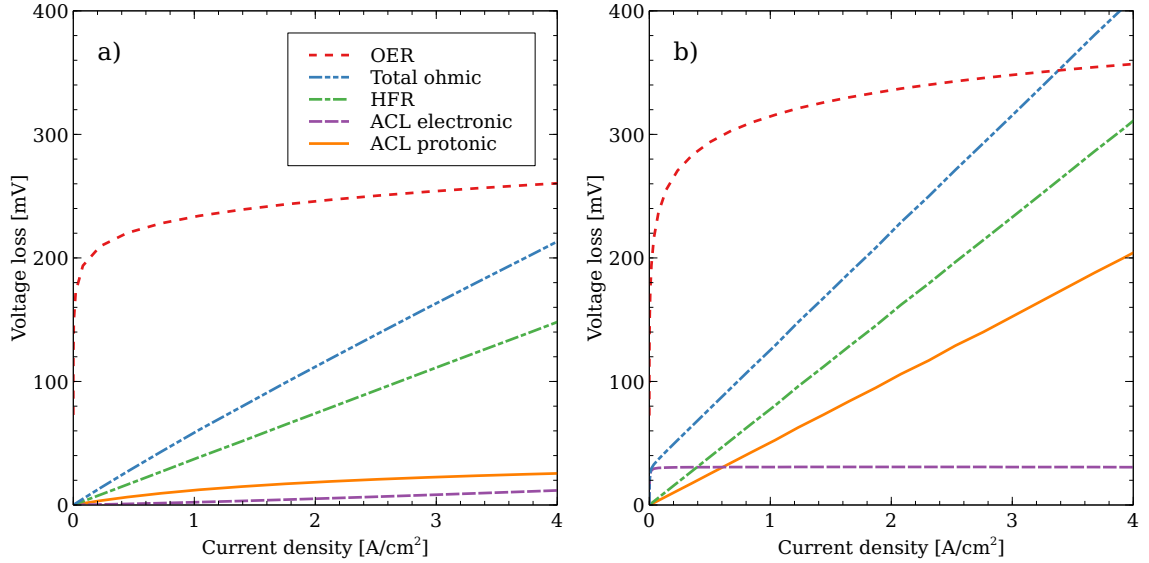 a)
OER
Total ohmic
HFR
ACL electronic
ACL protonic
400
300
200
100
0
0
1
2
3
4
Voltage loss [mV]
Current density [A/cm²]
b)
400
300
200
100
0
0
1
2
3
4
Voltage loss [mV]
Current density [A/cm²]